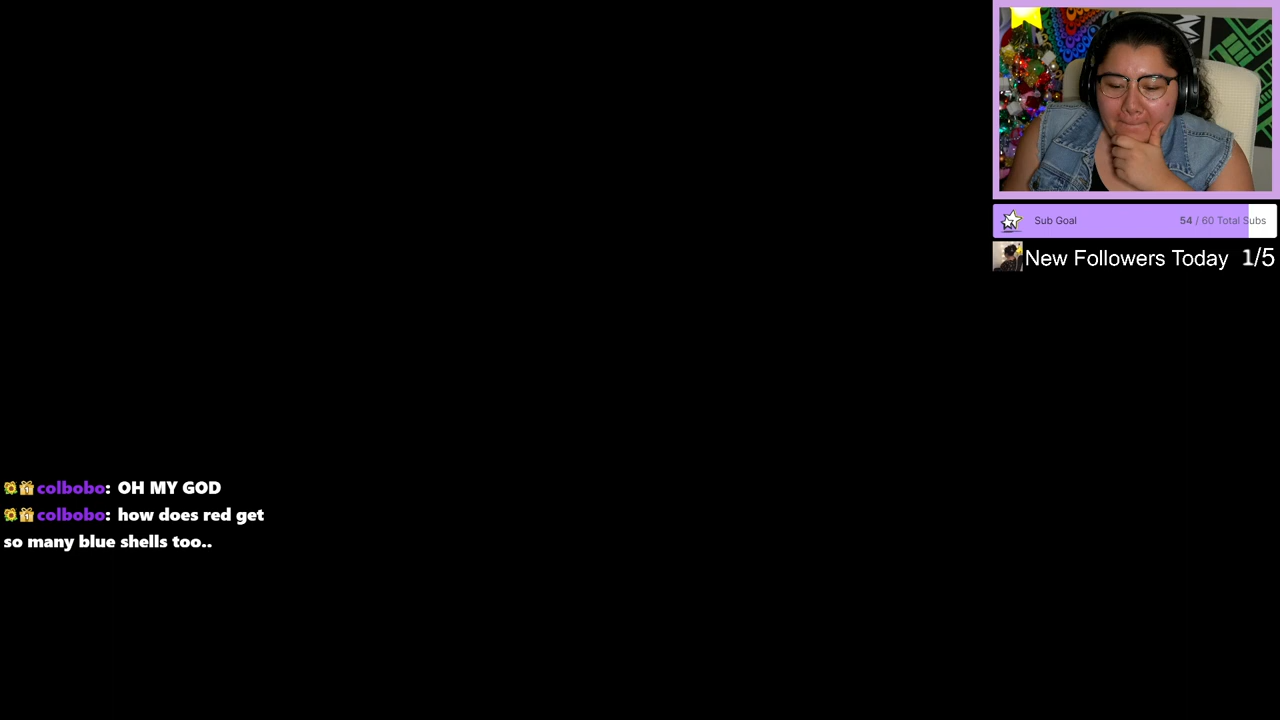 Sub Goal 54 / 60 Total Subs
New Followers Today 1/5
colbobo: OH MY GOD
colbobo: how does red get
so many blue shells too..